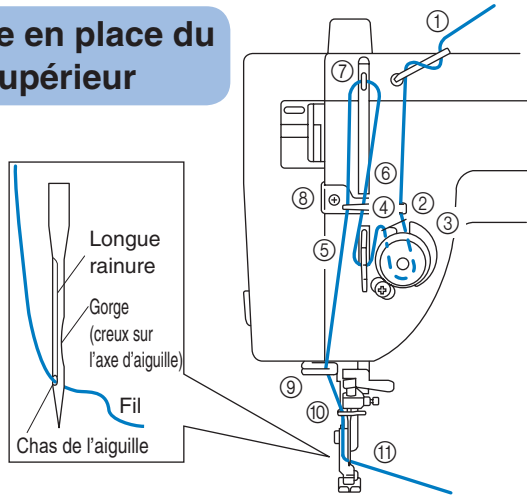 e en place du
upérieur
①
⑦
⑥
⑧
④
②
③
⑤
⑨
⑩
⑪
Longue
rainure
Gorge
(creux sur
l'axe d'aiguille)
Fil
Chas de l'aiguille